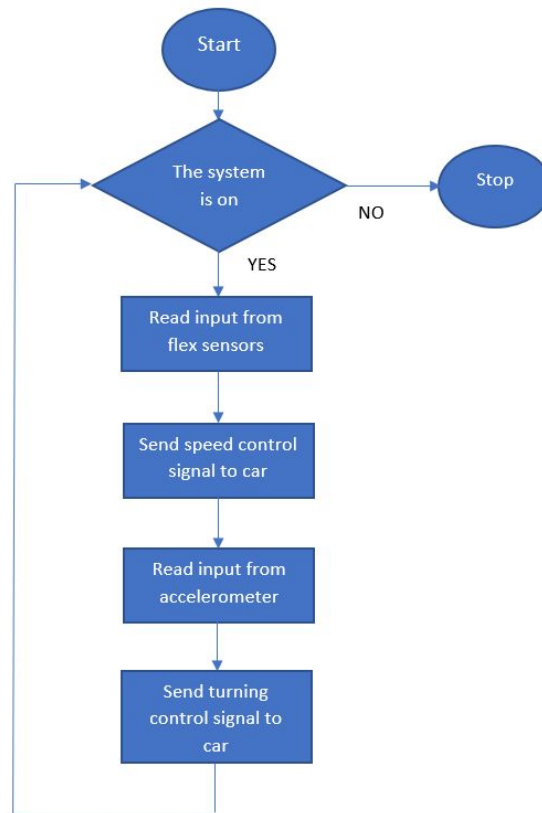 Start
The system
is on
Stop
NO
YES
Read input from
flex sensors
Send speed control
signal to car
Read input from
accelerometer
Send turning
control signal to
car